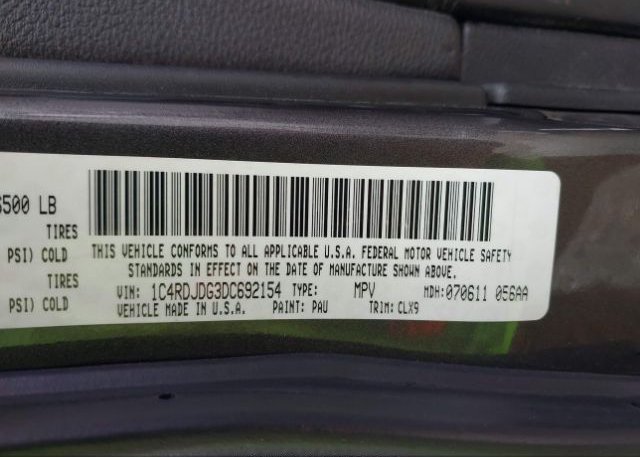 6500 LB
TIRES
PSI) COLD
TIRES
PSI) COLD
THIS VEHICLE CONFORMS TO ALL APPLICABLE U.S.A. FEDERAL MOTOR VEHICLE SAFETY
STANDARDS IN EFFECT ON THE DATE OF MANUFACTURE SHOWN ABOVE.
VIN: 1C4RDJDG3DC692154 TYPE: MPV MDH:070611 056AA
VEHICLE MADE IN U.S.A. PAINT: PAU TRIM: CLX9